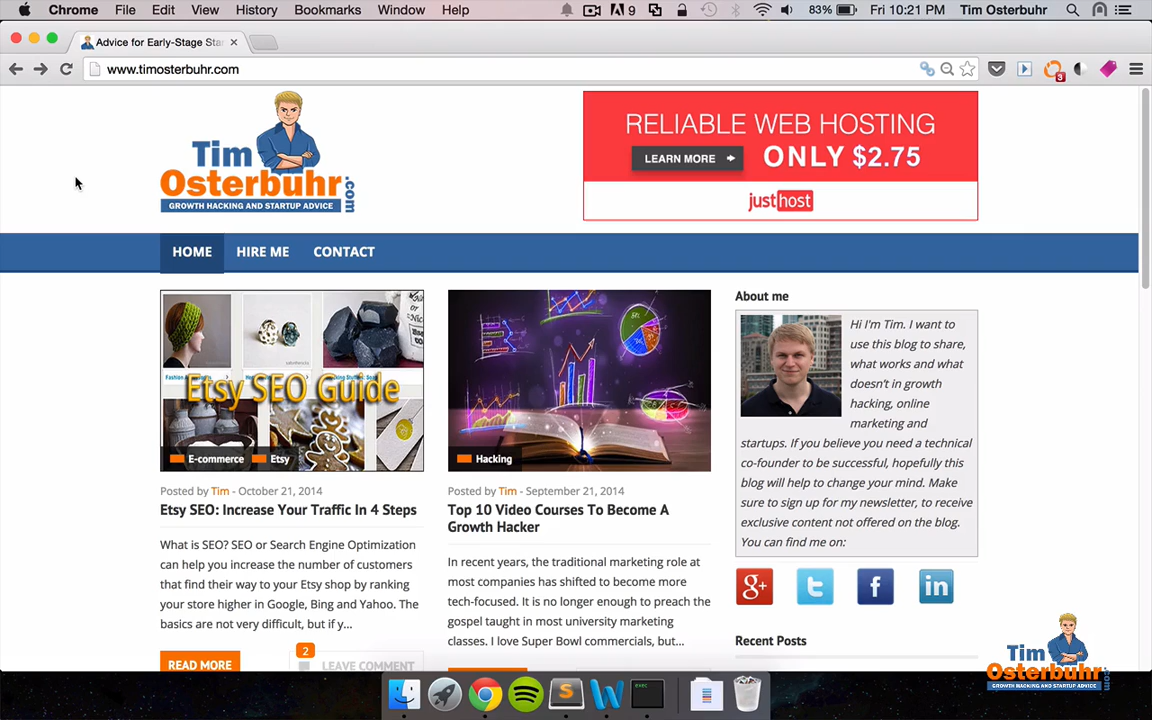 Chrome File Edit View History Bookmarks Window Help 9 83% Fri 10:21 PM Tim Osterbuhr
Advice for Early-Stage Sta
www.timosterbuhr.com
3
Tim
Osterbuhr.com
GROWTH HACKING AND STARTUP ADVICE
RELIABLE WEB HOSTING
LEARN MORE ONLY $2.75
justhost
HOME HIRE ME CONTACT
Etsy SEO Guide
E-commerce Etsy
Posted by Tim - October 21, 2014
Etsy SEO: Increase Your Traffic In 4 Steps
What is SEO? SEO or Search Engine Optimization
can help you increase the number of customers
that find their way to your Etsy shop by ranking
your store higher in Google, Bing and Yahoo. The
basics are not very difficult, but if y...
READ MORE
2
LEAVE COMMENT
Hacking
Posted by Tim - September 21, 2014
Top 10 Video Courses To Become A
Growth Hacker
In recent years, the traditional marketing role at
most companies has shifted to become more
tech-focused. It is no longer enough to preach the
gospel taught in most university marketing
classes. I love Super Bowl commercials, but...
About me
Hi I'm Tim. I want to
use this blog to share,
what works and what
doesn't in growth
hacking, online
marketing and
startups. If you believe you need a technical
co-founder to be successful, hopefully this
blog will help to change your mind. Make
sure to sign up for my newsletter, to receive
exclusive content not offered on the blog.
You can find me on:
g+ t f in
Recent Posts
Tim
Osterbuhr.com
GROWTH HACKING AND STARTUP ADVICE
exec